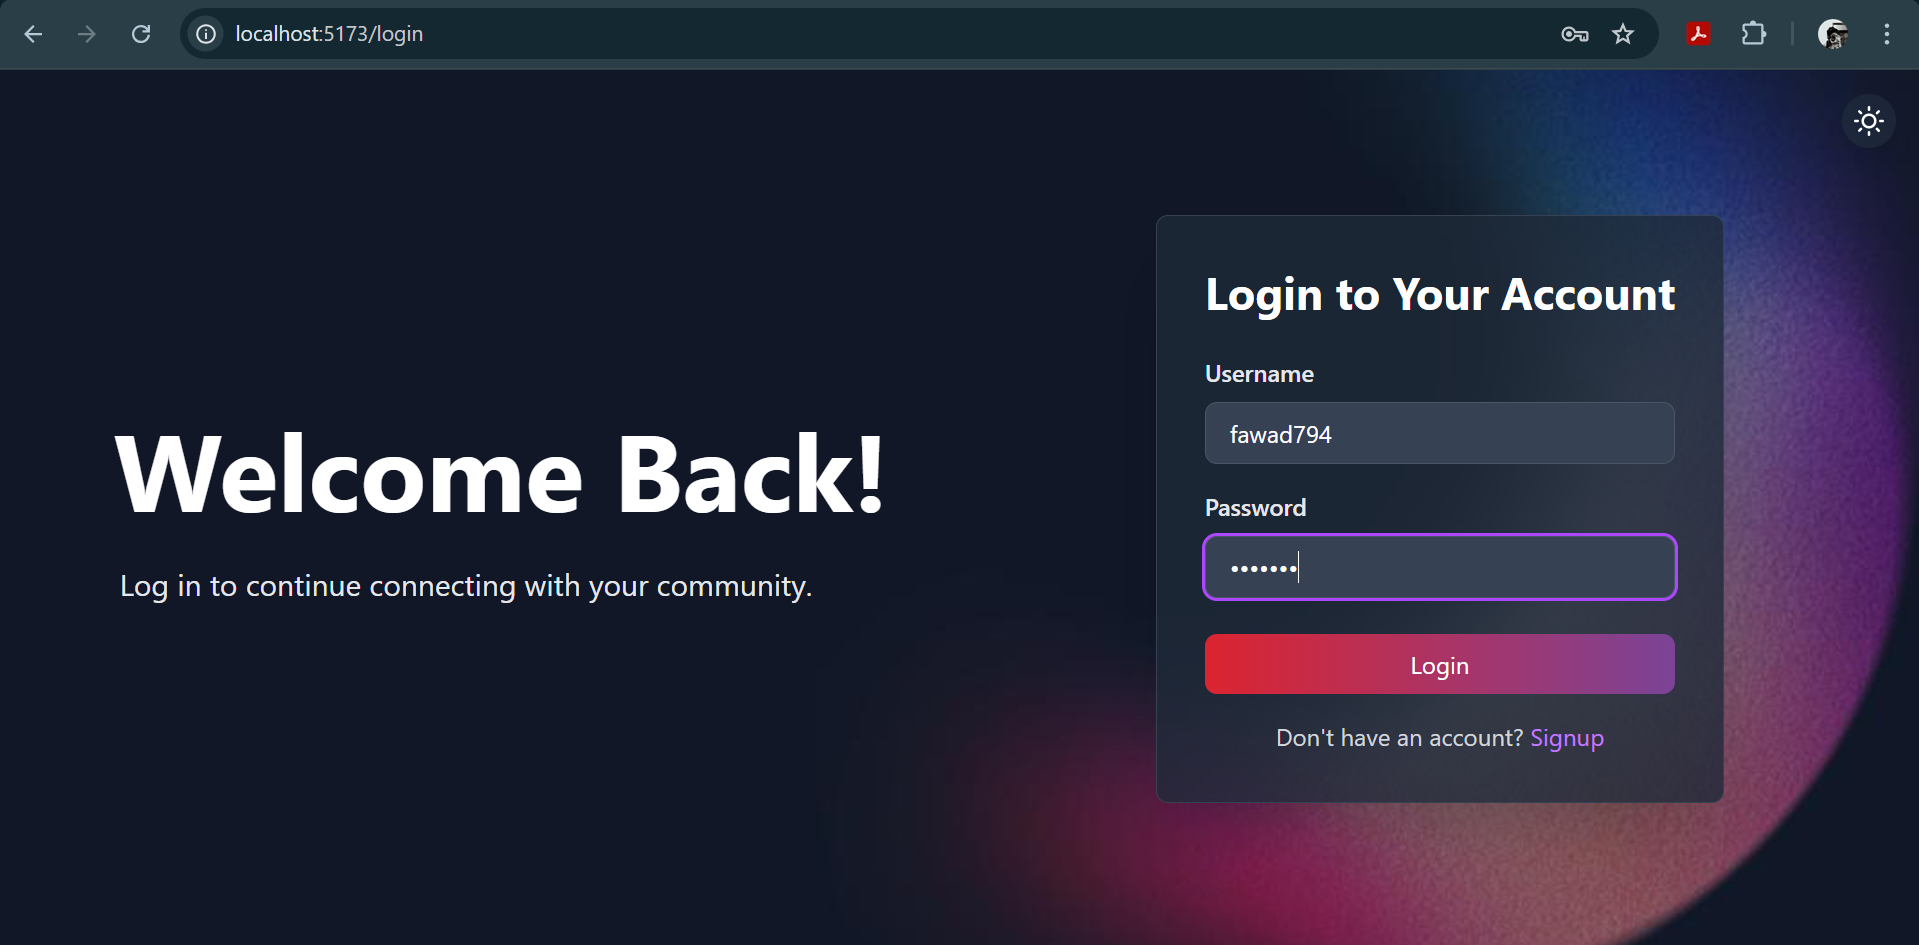 localhost:5173/login
Welcome Back!
Log in to continue connecting with your community.
Login to Your Account
Username
fawad794
Password
•••••••
Login
Don't have an account? Signup